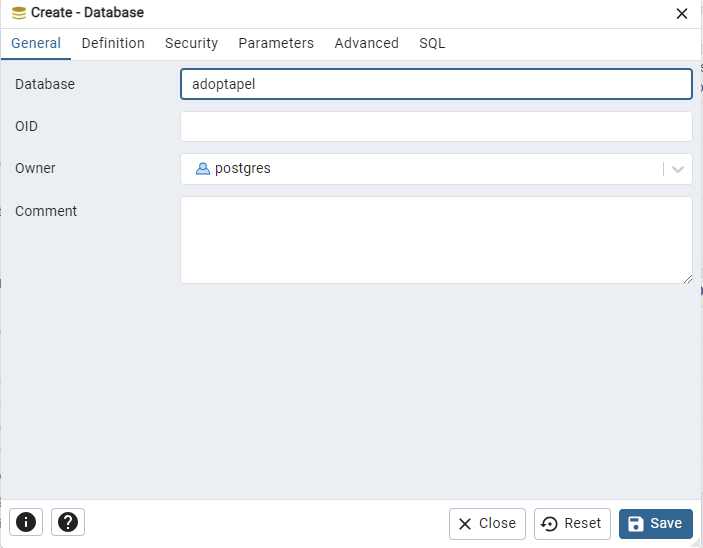 Create - Database
General Definition Security Parameters Advanced SQL
Database adoptapel
OID
Owner postgres
Comment
Close Reset Save